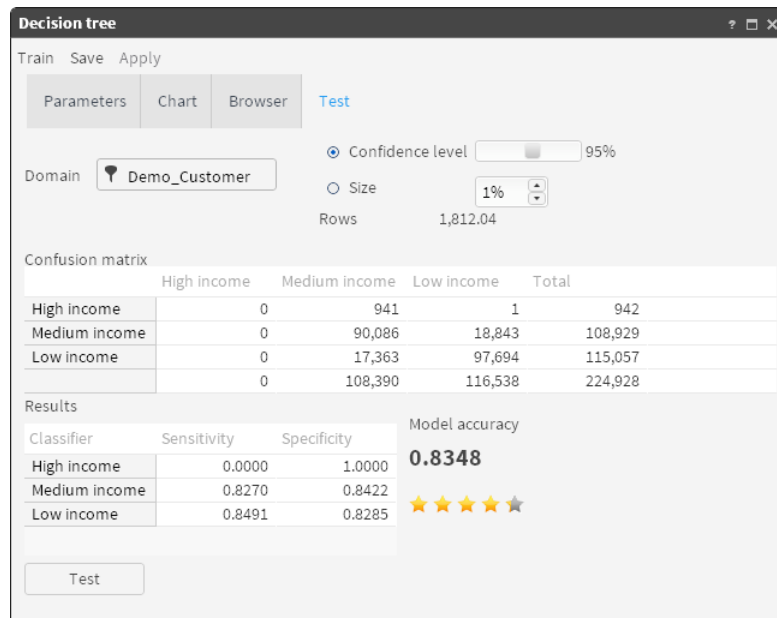 Decision tree
Train Save Apply
Parameters Chart Browser Test
Confidence level 95%
Domain Demo_Customer
Size 1%
Rows 1,812.04
Confusion matrix
High income Medium income Low income Total
High income 0 941 1 942
Medium income 0 90,086 18,843 108,929
Low income 0 17,363 97,694 115,057
0 108,390 116,538 224,928
Results
Model accuracy
Classifier Sensitivity Specificity
0.8348
High income 0.0000 1.0000
Medium income 0.8270 0.8422
Low income 0.8491 0.8285
Test